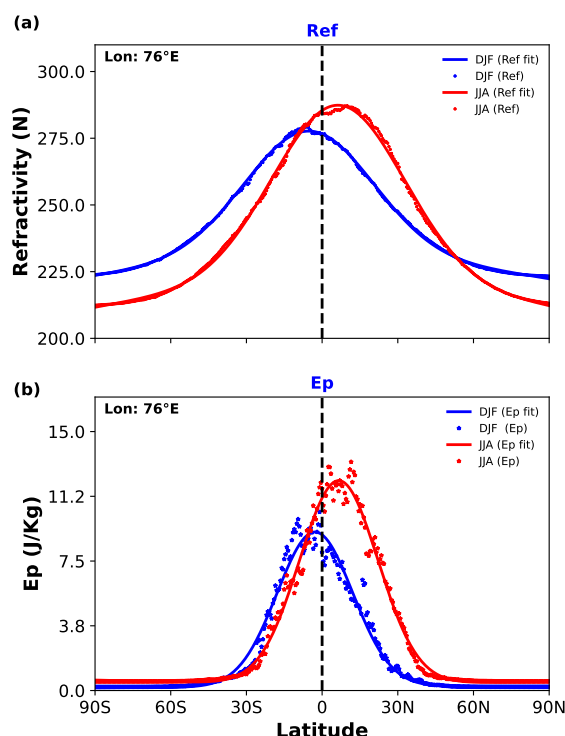 (a)
Ref
Lon: 76°E
DJF (Ref fit)
DJF (Ref)
JJA (Ref fit)
JJA (Ref)
300.0
275.0
250.0
225.0
200.0
Refractivity (N)
(b)
Ep
Lon: 76°E
DJF (Ep fit)
DJF  (Ep)
JJA (Ep fit)
JJA (Ep)
15.0
11.2
7.5
3.8
0.0
Ep (J/Kg)
90S 60S 30S 0 30N 60N 90N
Latitude